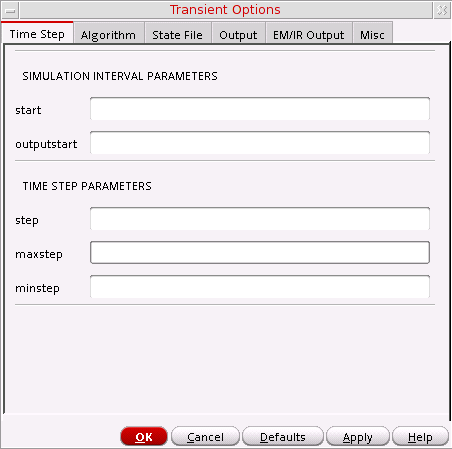 Transient Options
Time Step Algorithm State File Output EM/IR Output Misc
SIMULATION INTERVAL PARAMETERS
start
outputstart
TIME STEP PARAMETERS
step
maxstep
minstep
OK Cancel Defaults Apply Help